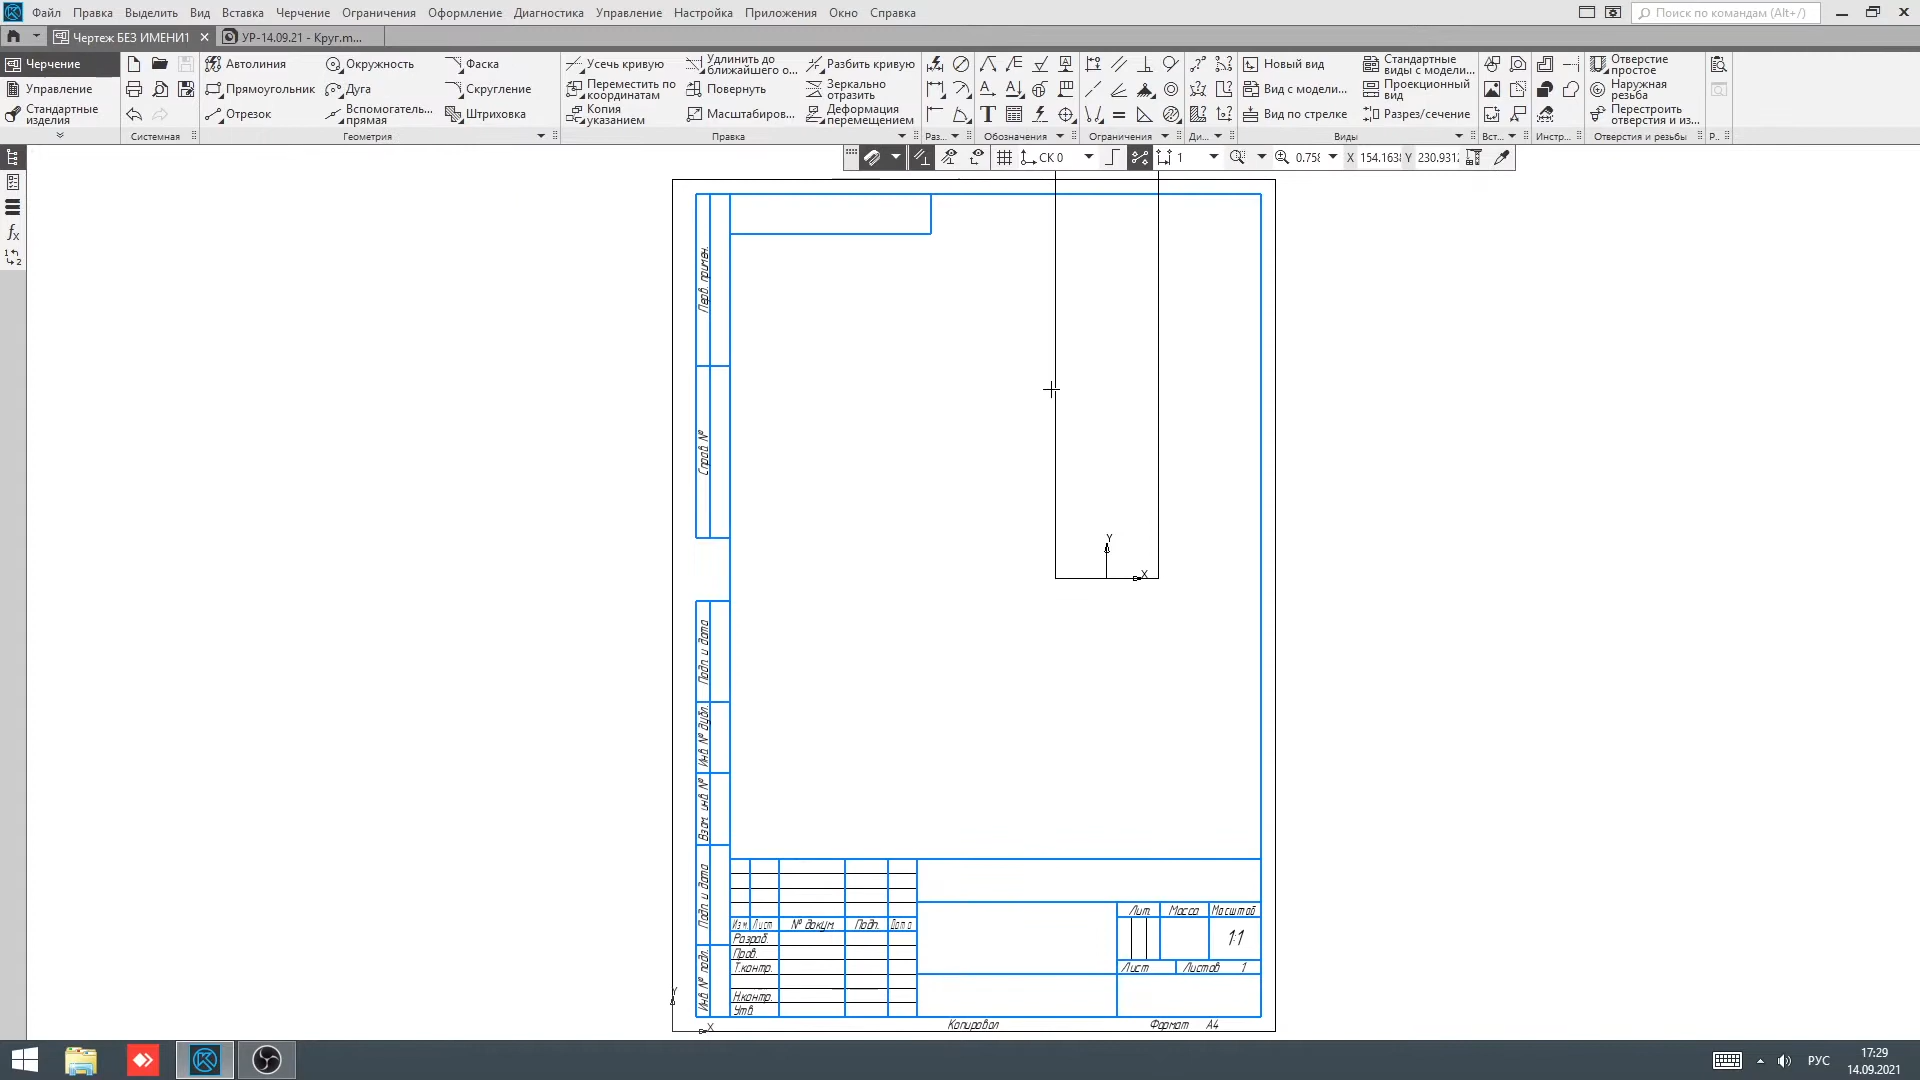 Файл Правка Выделить Вид Вставка Черчение Ограничения Оформление Диагностика Управление Настройка Приложения Окно Справка Поиск по командам (Alt+/)
Чертеж БЕЗ ИМЕНИ1 УР-14.09.21 - Круг.m...
Черчение Автолиния Окружность Фаска Усечь кривую Удлинить до ближайшего о... Разбить кривую Новый вид Стандартные виды с модели... Отверстие простое
Управление Прямоугольник Дуга Скругление Переместить по координатам Повернуть Зеркально отразить Вид с модели... Проекционный вид Наружная резьба
Стандартные изделия Отрезок Вспомогатель... прямая Штриховка Копия указанием Масштабиров... Деформация перемещением Вид по стрелке Разрез/сечение Перестроить отверстия и из...
Системная Геометрия Правка Раз... Обозначения Ограничения Ди... Виды Вст... Инстр... Отверстия и резьбы Р...
СК 0 1 0.758 X 154.163 Y 230.931
Перв. примен.
Справ. №
Y
X
Подп. и дата
Инв. № дубл.
Взам. инв. №
Подп. и дата
Инв. № подл.
Лит. Масса Масштаб
Изм. Лист № докум. Подп. Дата
1:1
Разраб.
Пров.
Т.контр. Лист Листов 1
Н.контр.
Утв.
Y
X
Копировал Формат А4
РУС
17:29
14.09.2021